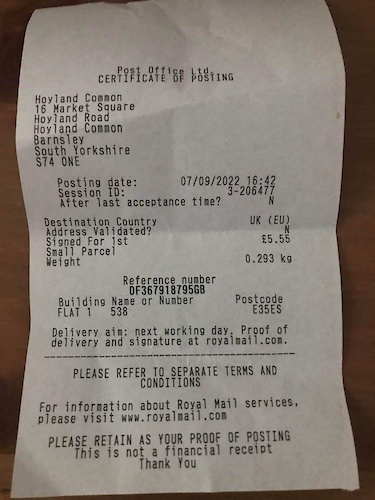 Post Office Ltd.
CERTIFICATE OF POSTING
Hoyland Common
16 Market Square
Hoyland Road
Hoyland Common
Barnsley
South Yorkshire
S74 0NE
Posting date: 07/09/2022 16:42
Session ID: 3-206477
After last acceptance time? N
Destination Country UK (EU)
Address Validated? N
Signed For 1st £5.55
Small Parcel
Weight 0.293 kg
Reference number
DF367918795GB
Building Name or Number Postcode
FLAT 1 538 E35ES
Delivery aim: next working day. Proof of
delivery and signature at royalmail.com.
PLEASE REFER TO SEPARATE TERMS AND
CONDITIONS
For information about Royal Mail services,
please visit www.royalmail.com
PLEASE RETAIN AS YOUR PROOF OF POSTING
This is not a financial receipt
Thank You